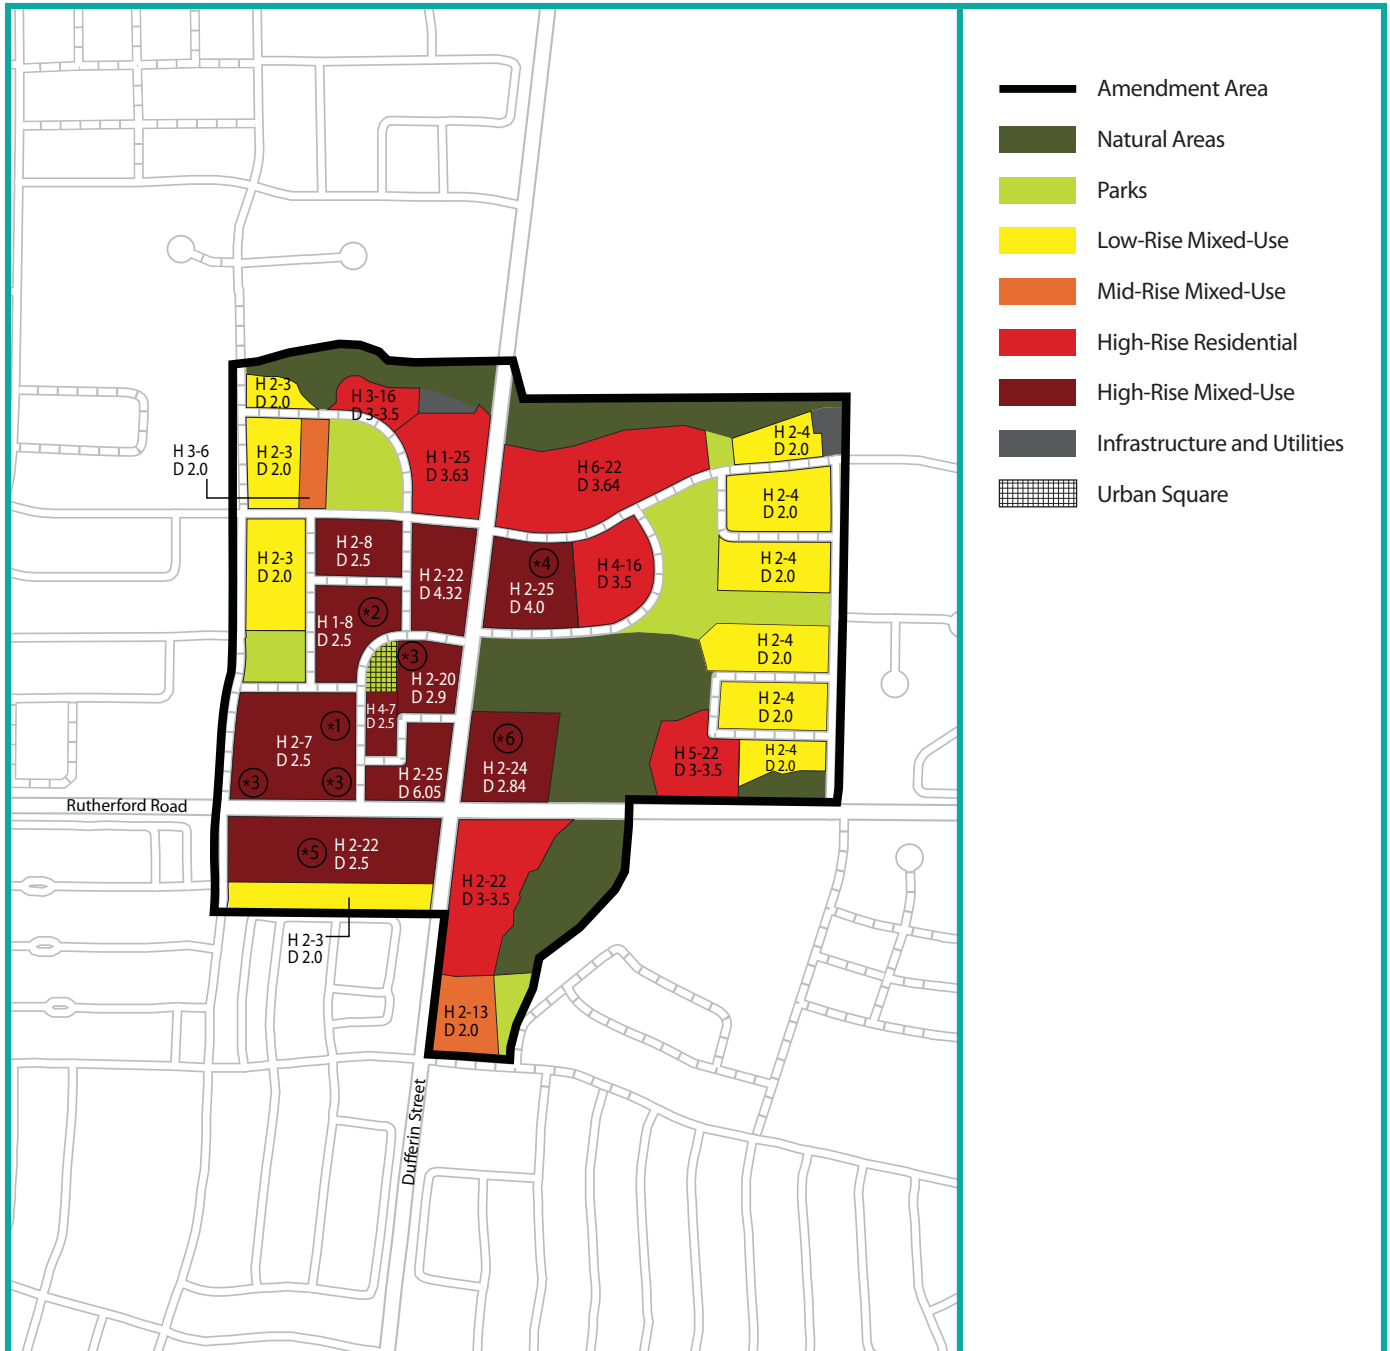 Amendment Area
Natural Areas
Parks
Low-Rise Mixed-Use
Mid-Rise Mixed-Use
High-Rise Residential
High-Rise Mixed-Use
Infrastructure and Utilities
Urban Square
H 2-3
D 2.0
H 3-16
D 3-3.5
H 3-6
D 2.0
H 2-3
D 2.0
H 1-25
D 3.63
H 6-22
D 3.64
H 2-4
D 2.0
H 2-4
D 2.0
H 2-3
D 2.0
H 2-8
D 2.5
H 2-22
D 4.32
*4
H 2-25
D 4.0
H 4-16
D 3.5
H 2-4
D 2.0
*2
H 1-8
D 2.5
*3
H 2-20
D 2.9
H 2-4
D 2.0
H 4-7
D 2.5
H 2-4
D 2.0
*1
H 2-7
D 2.5
*3
*3
H 2-25
D 6.05
*6
H 2-24
D 2.84
H 5-22
D 3-3.5
H 2-4
D 2.0
Rutherford Road
*5
H 2-22
D 2.5
H 2-22
D 3-3.5
H 2-3
D 2.0
H 2-13
D 2.0
Dufferin Street